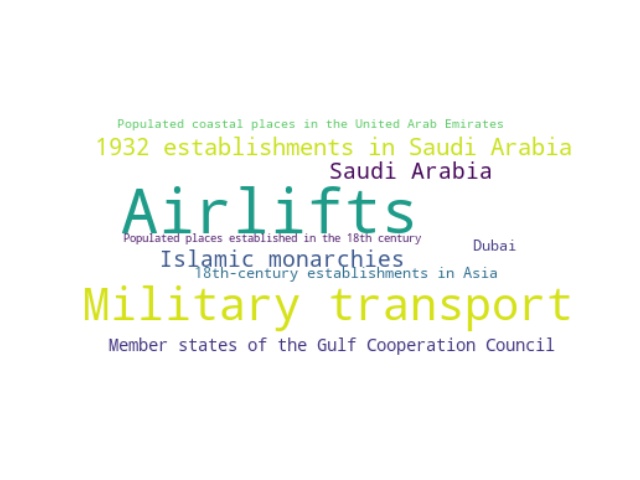 Populated coastal places in the United Arab Emirates
1932 establishments in Saudi Arabia
Saudi Arabia
Airlifts
Populated places established in the 18th century
Dubai
Islamic monarchies
18th-century establishments in Asia
Military transport
Member states of the Gulf Cooperation Council